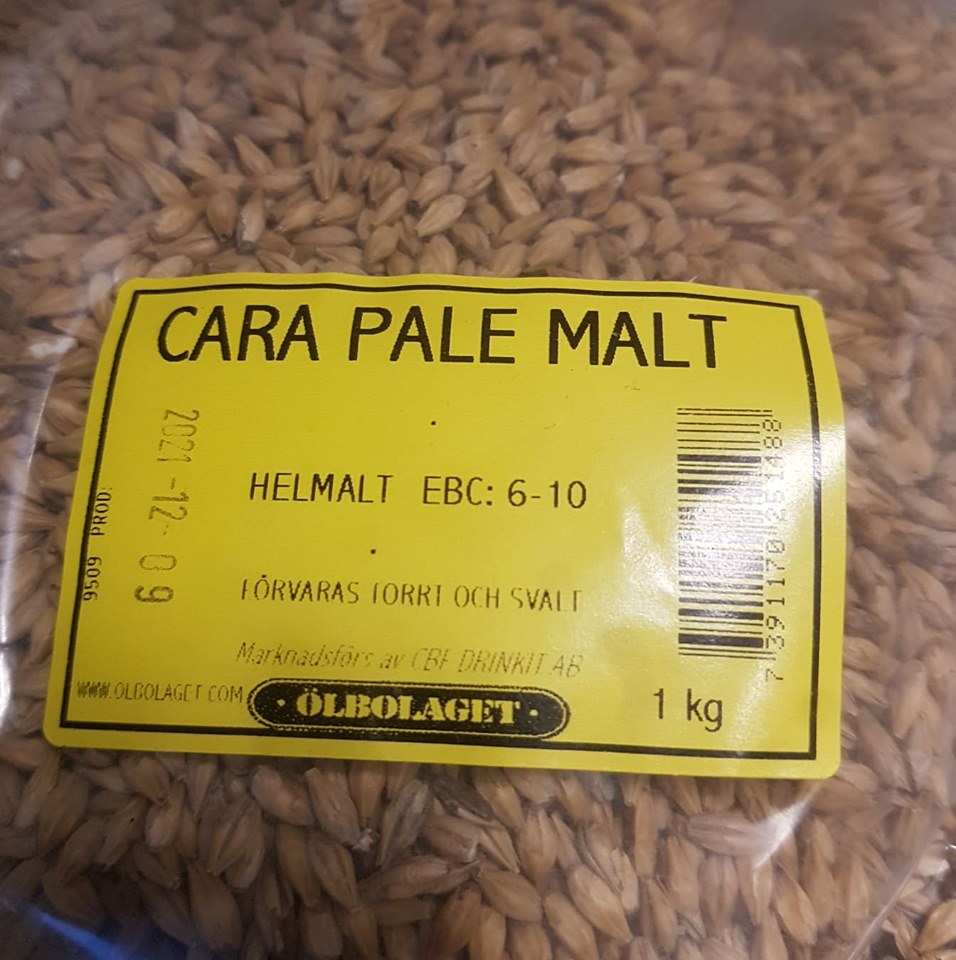 CARA PALE MALT
2021-12-09
9509 PROD:
HELMALT EBC: 6-10
FÖRVARAS TORRT OCH SVALT
Marknadsförs av CBF DRINKIT AB
WWW.OLBOLAGET.COM
· ÖLBOLAGET ·
1 kg